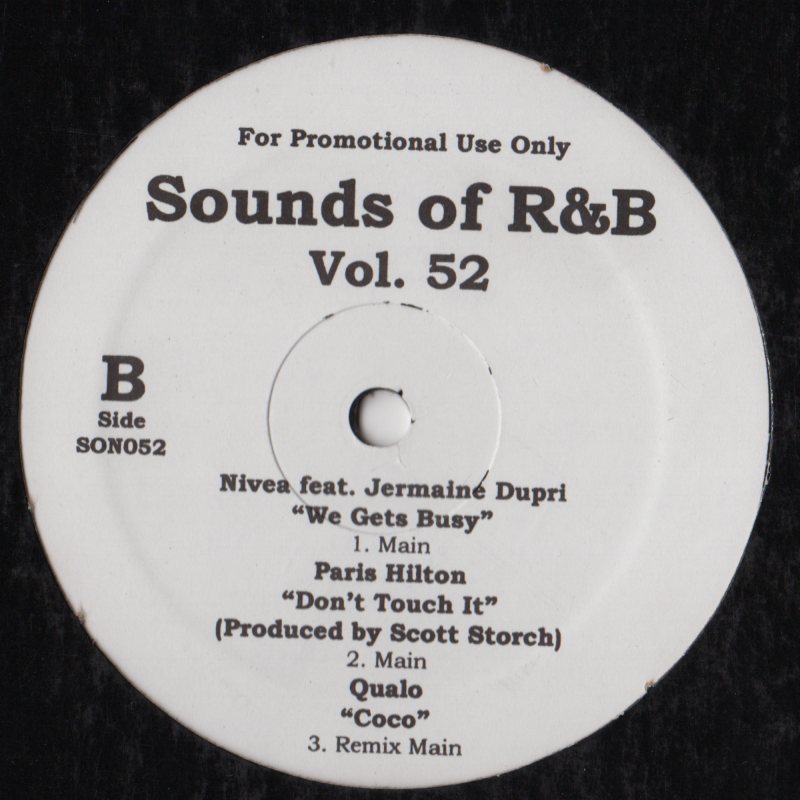 For Promotional Use Only
Sounds of R&B
Vol. 52
B
Side
SON052
Nivea feat. Jermaine Dupri
“We Gets Busy”
1. Main
Paris Hilton
“Don't Touch It”
(Produced by Scott Storch)
2. Main
Qualo
“Coco”
3. Remix Main